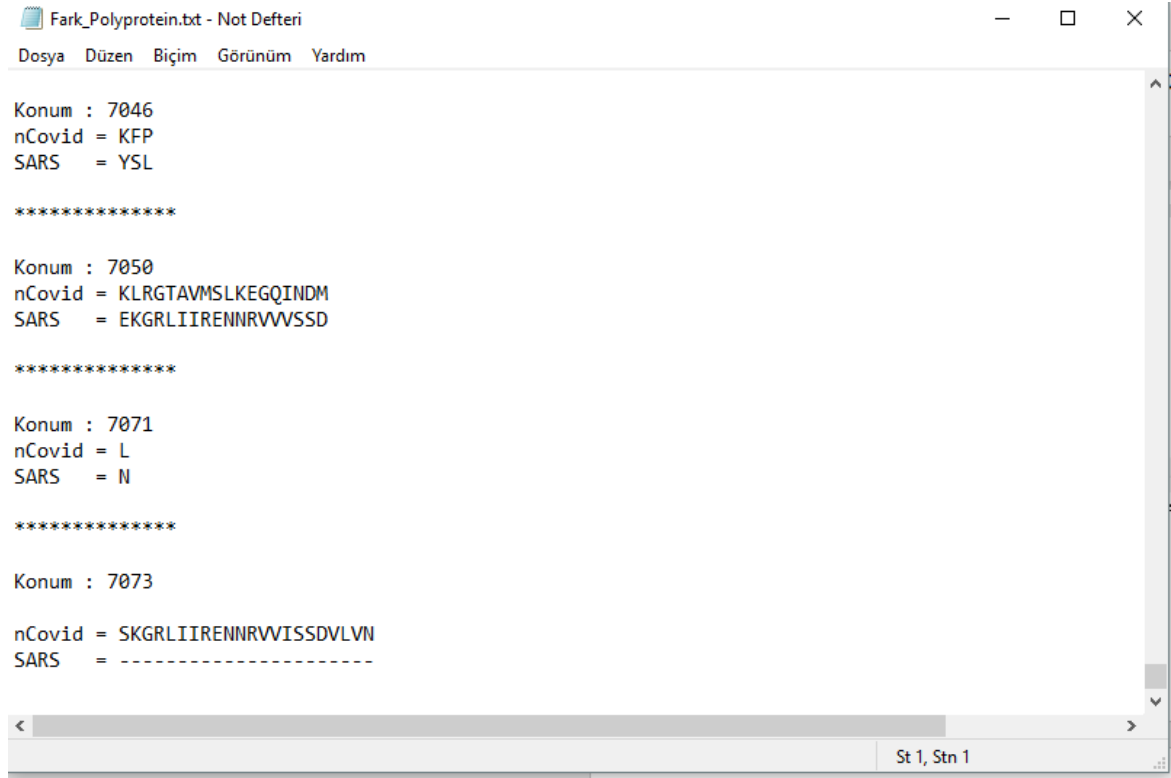 Fark_Polyprotein.txt - Not Defteri
Dosya Düzen Biçim Görünüm Yardım
Konum : 7046
nCovid = KFP
SARS = YSL
**************
Konum : 7050
nCovid = KLRGTAVMSLKEGQINDM
SARS = EKGRLIIRENNRVVVSSD
**************
Konum : 7071
nCovid = L
SARS = N
**************
Konum : 7073
nCovid = SKGRLIIRENNRVVISSDVLVN
SARS = ----------------------
St 1, Stn 1